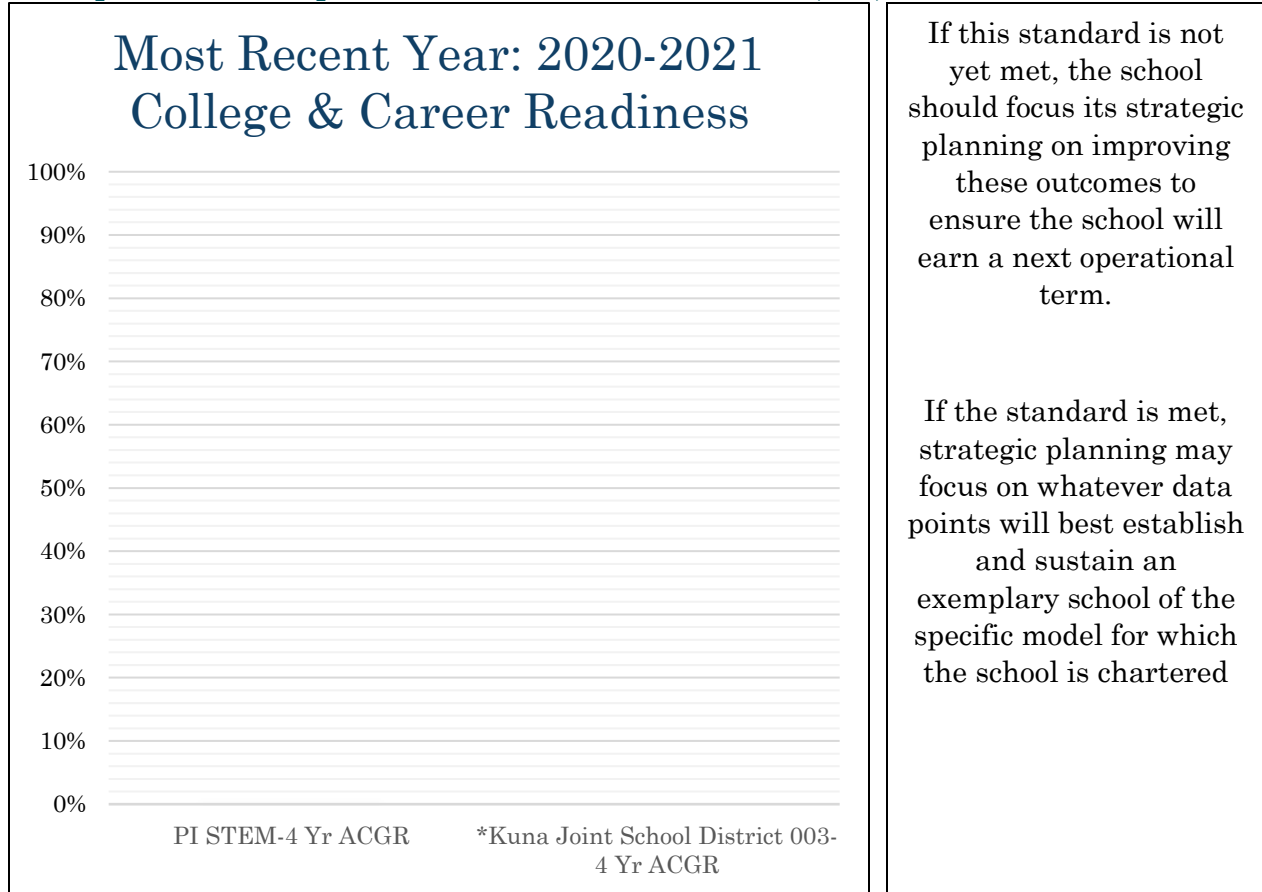 Most Recent Year: 2020-2021
College & Career Readiness
100%
90%
80%
70%
60%
50%
40%
30%
20%
10%
0%
PI STEM-4 Yr ACGR
*Kuna Joint School District 003-
4 Yr ACGR
If this standard is not
yet met, the school
should focus its strategic
planning on improving
these outcomes to
ensure the school will
earn a next operational
term.
If the standard is met,
strategic planning may
focus on whatever data
points will best establish
and sustain an
exemplary school of the
specific model for which
the school is chartered